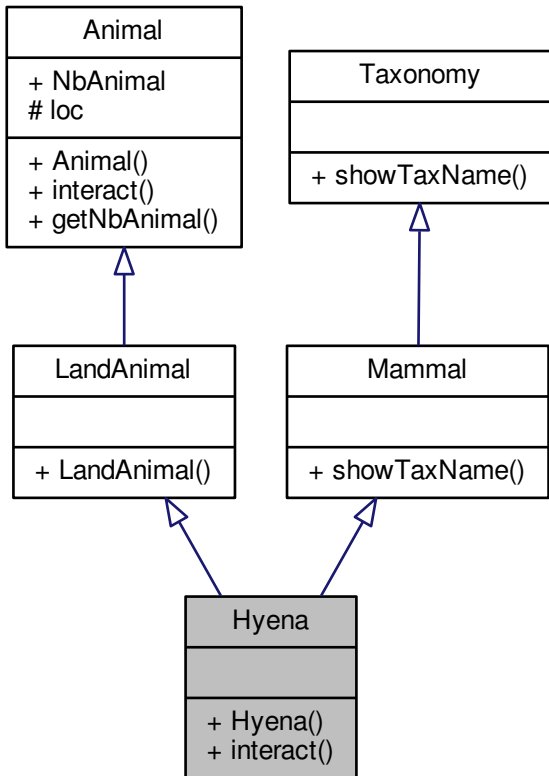 Animal
+ NbAnimal
# loc
+ Animal()
+ interact()
+ getNbAnimal()
Taxonomy
+ showTaxName()
LandAnimal
+ LandAnimal()
Mammal
+ showTaxName()
Hyena
+ Hyena()
+ interact()